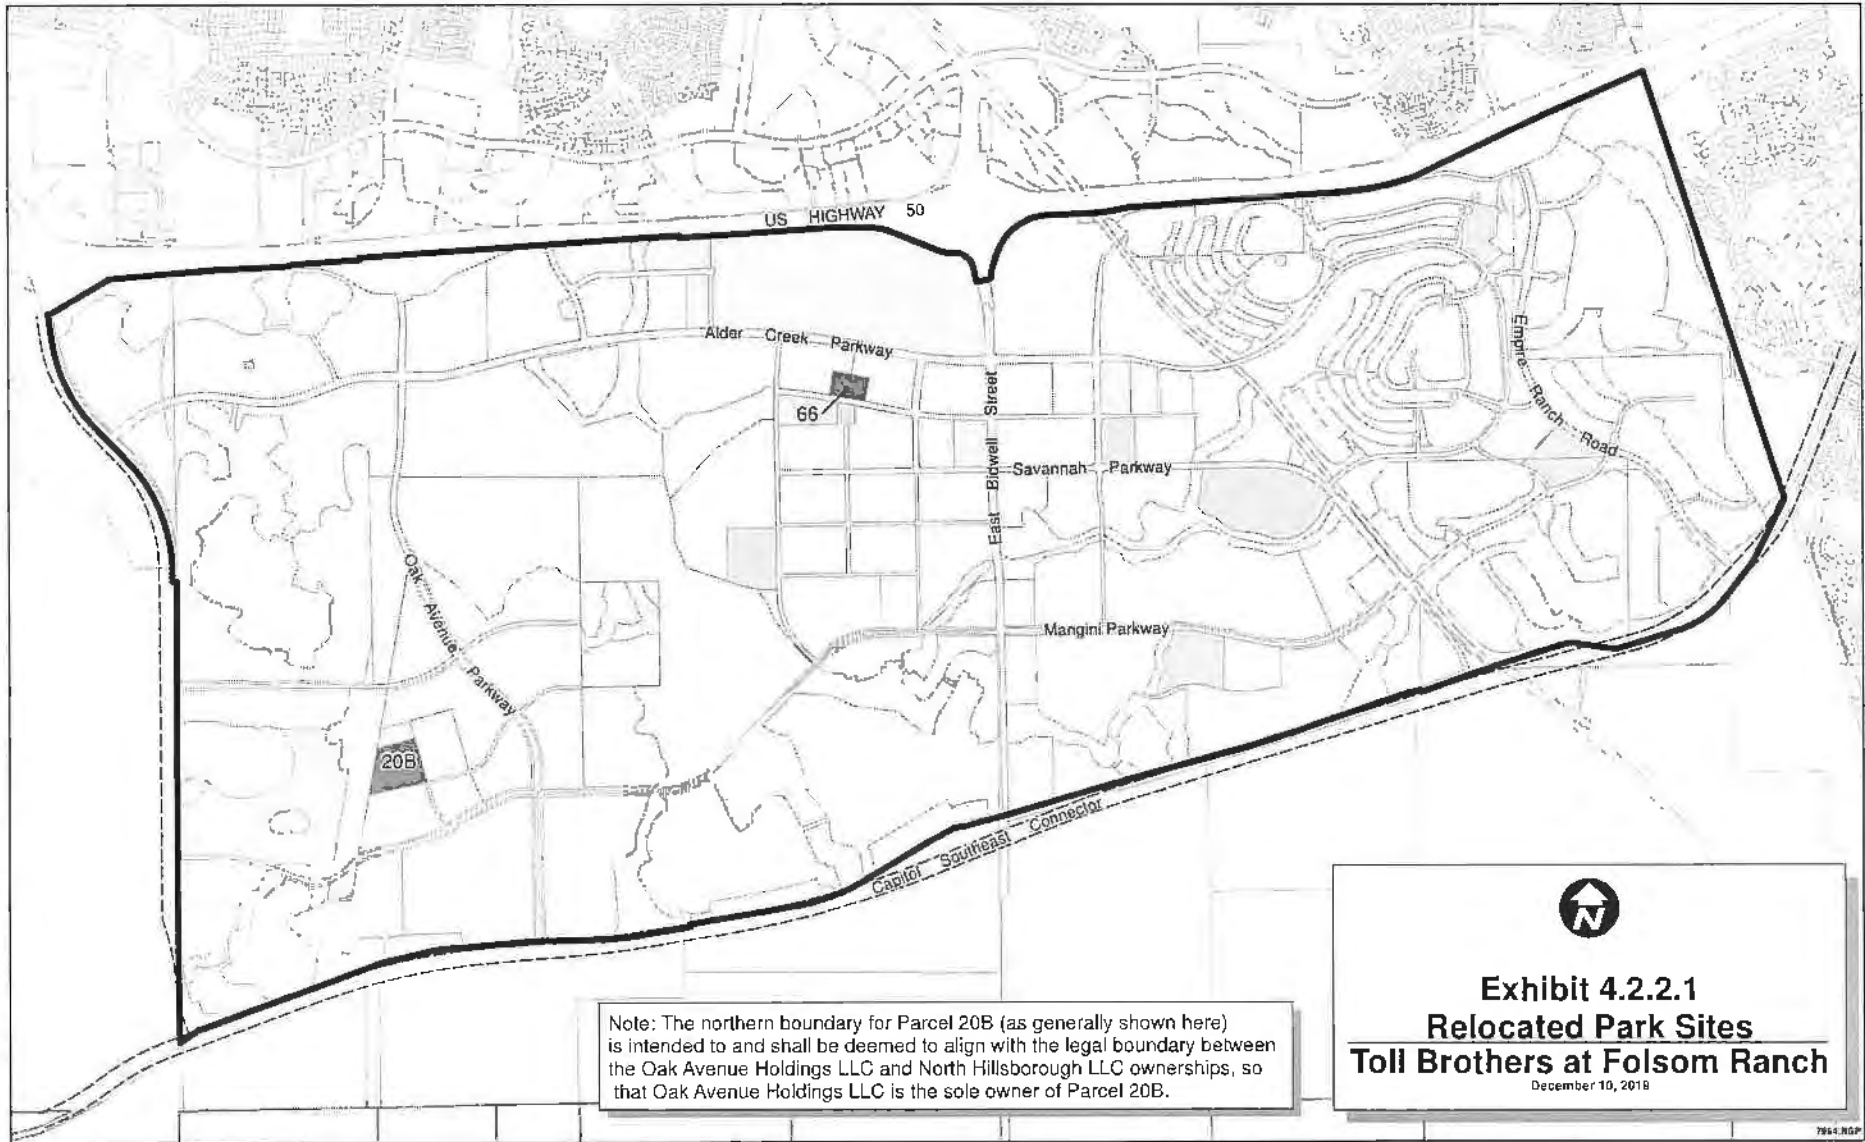 US HIGHWAY 50
Alder Creek Parkway
66
East Bidwell Street
Savannah Parkway
Empire Ranch Road
Oak Avenue Parkway
Mangini Parkway
20B
Capitol Southeast Connector
Note: The northern boundary for Parcel 20B (as generally shown here)
is intended to and shall be deemed to align with the legal boundary between
the Oak Avenue Holdings LLC and North Hillsborough LLC ownerships, so
that Oak Avenue Holdings LLC is the sole owner of Parcel 20B.
N
Exhibit 4.2.2.1
Relocated Park Sites
Toll Brothers at Folsom Ranch